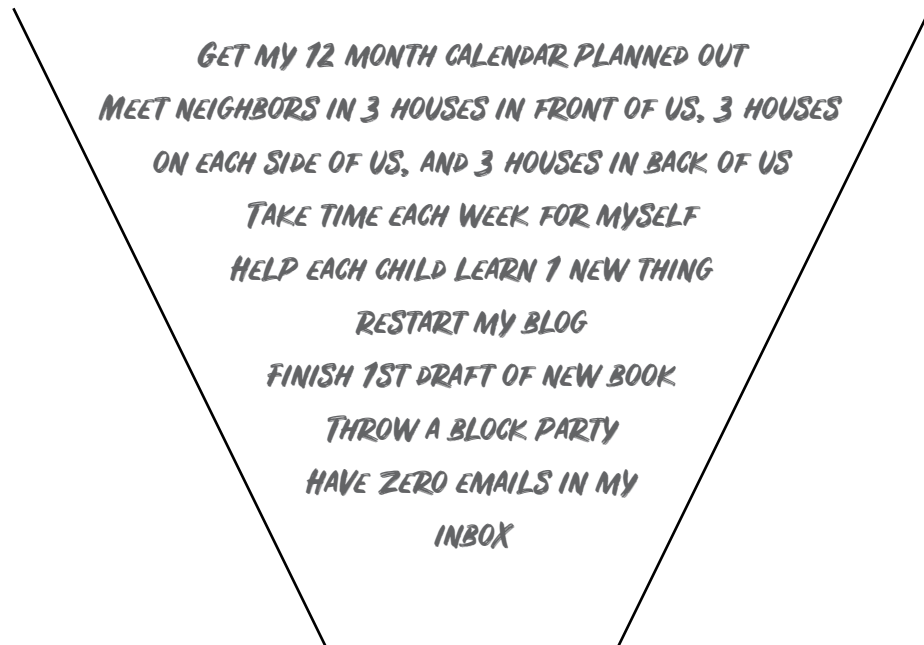 Get my 12 month calendar planned out
Meet neighbors in 3 houses in front of us, 3 houses
on each side of us, and 3 houses in back of us
Take time each week for myself
Help each child learn 1 new thing
Restart my blog
Finish 1st draft of new book
Throw a block party
Have zero emails in my
inbox